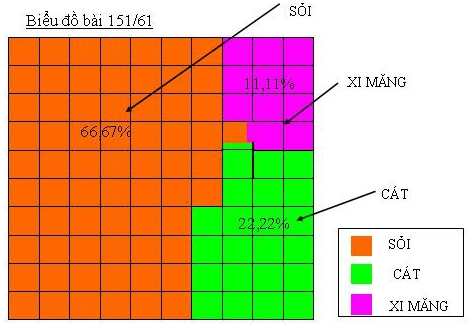 SỎI
Biểu đồ bài 151/61
11,11%
XI MĂNG
66,67%
CÁT
22,22%
SỎI
CÁT
XI MĂNG